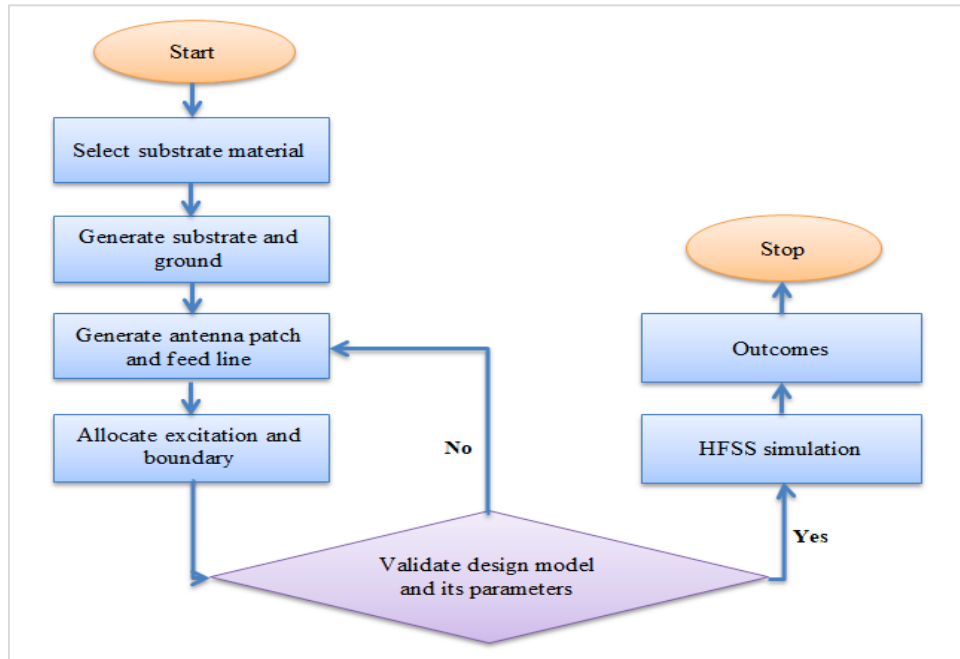 Start
Select substrate material
Generate substrate and
ground
Generate antenna patch
and feed line
Allocate excitation and
boundary
No
Validate design model
and its parameters
Yes
HFSS simulation
Outcomes
Stop